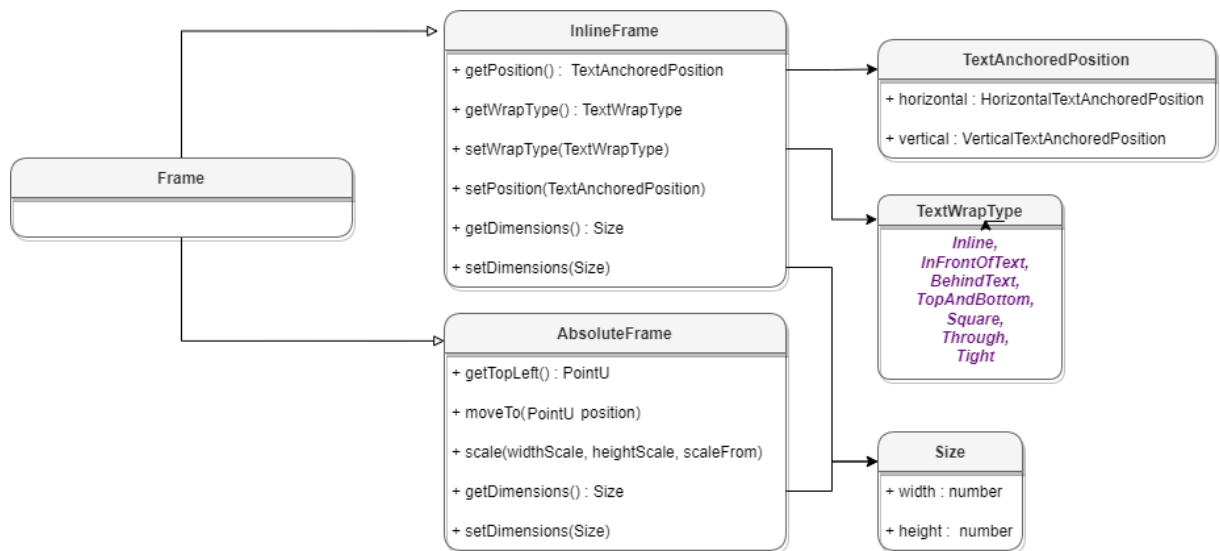 Frame
InlineFrame
+ getPosition() :  TextAnchoredPosition
+ getWrapType() : TextWrapType
+ setWrapType(TextWrapType)
+ setPosition(TextAnchoredPosition)
+ getDimensions() : Size
+ setDimensions(Size)
AbsoluteFrame
+ getTopLeft() : PointU
+ moveTo(PointU position)
+ scale(widthScale, heightScale, scaleFrom)
+ getDimensions() : Size
+ setDimensions(Size)
TextAnchoredPosition
+ horizontal : HorizontalTextAnchoredPosition
+ vertical : VerticalTextAnchoredPosition
TextWrapType
Inline,
InFrontOfText,
BehindText,
TopAndBottom,
Square,
Through,
Tight
Size
+ width : number
+ height :  number